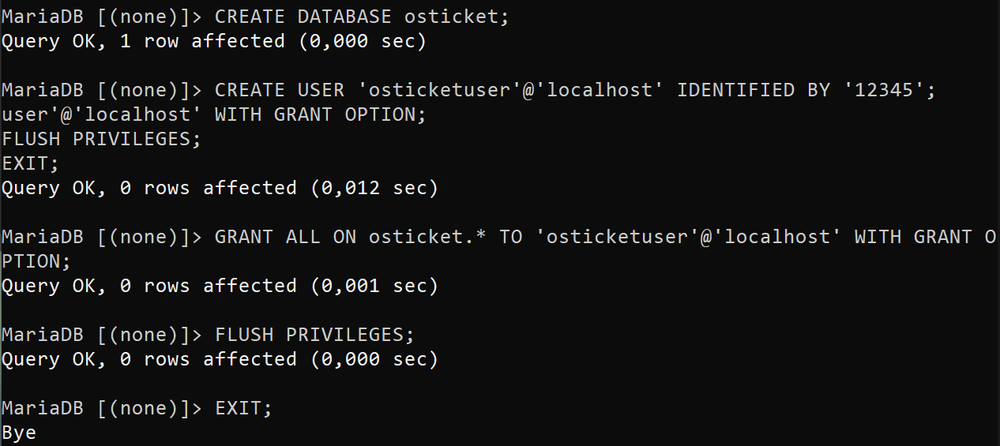 MariaDB [(none)]> CREATE DATABASE osticket;
Query OK, 1 row affected (0,000 sec)
MariaDB [(none)]> CREATE USER 'osticketuser'@'localhost' IDENTIFIED BY '12345';
user'@'localhost' WITH GRANT OPTION;
FLUSH PRIVILEGES;
EXIT;
Query OK, 0 rows affected (0,012 sec)
MariaDB [(none)]> GRANT ALL ON osticket.* TO 'osticketuser'@'localhost' WITH GRANT O
PTION;
Query OK, 0 rows affected (0,001 sec)
MariaDB [(none)]> FLUSH PRIVILEGES;
Query OK, 0 rows affected (0,000 sec)
MariaDB [(none)]> EXIT;
Bye